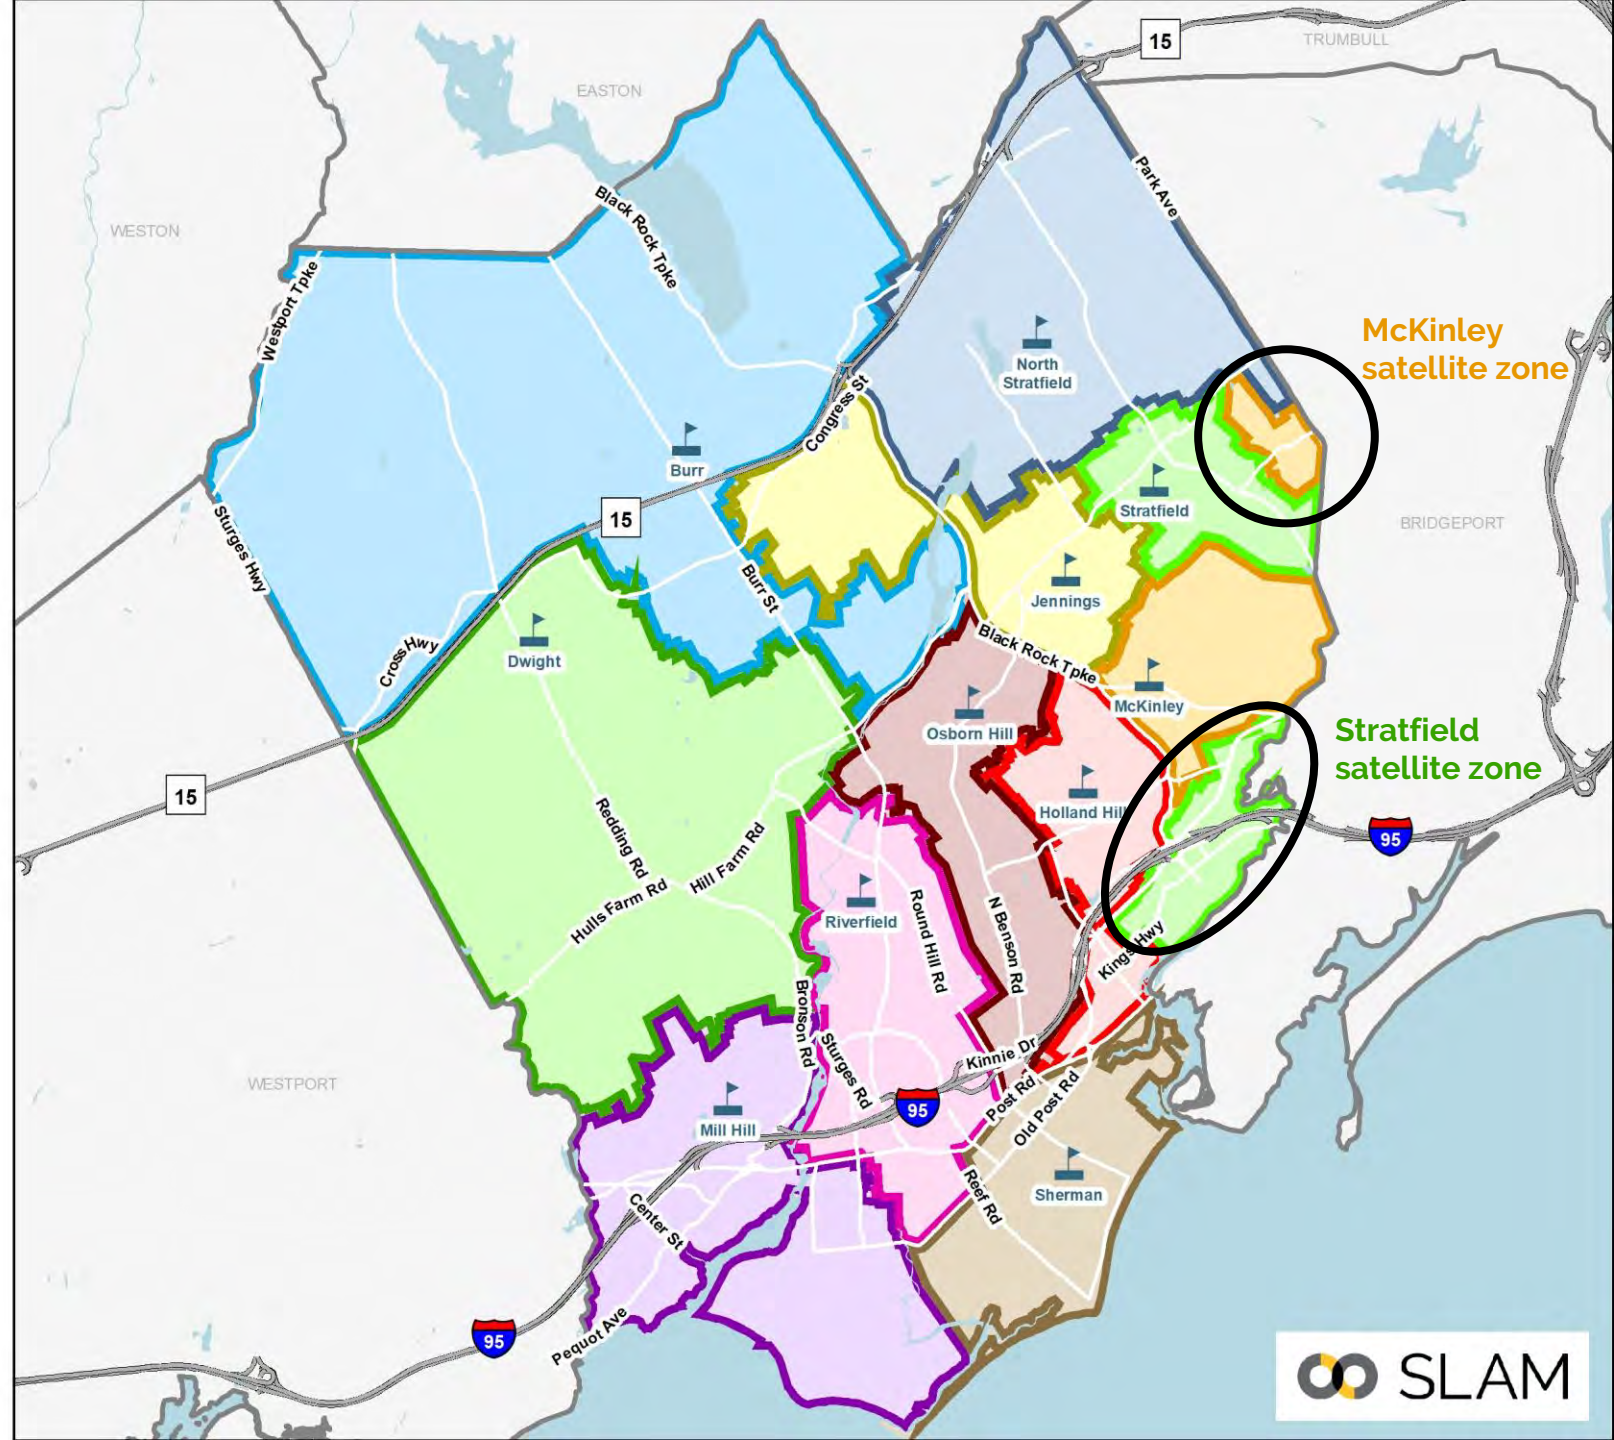 15
TRUMBULL
EASTON
Park Ave
Black Rock Tpke
WESTON
Westport Tpke
McKinley
satellite zone
North
Stratfield
Congress St
Burr
Stratfield
15
BRIDGEPORT
Sturges Hwy
Burr St
Jennings
Cross Hwy
Dwight
Black Rock Tpke
McKinley
Osborn Hill
Stratfield
satellite zone
15
Holland Hill
95
Redding Rd
Hill Farm Rd
Hulls Farm Rd
Riverfield
Round Hill Rd
N Benson Rd
Kings Hwy
Bronson Rd
Sturges Rd
Kinnie Dr
WESTPORT
95
Post Rd
Old Post Rd
Mill Hill
Sherman
Reef Rd
Center St
95
Pequot Ave
SLAM